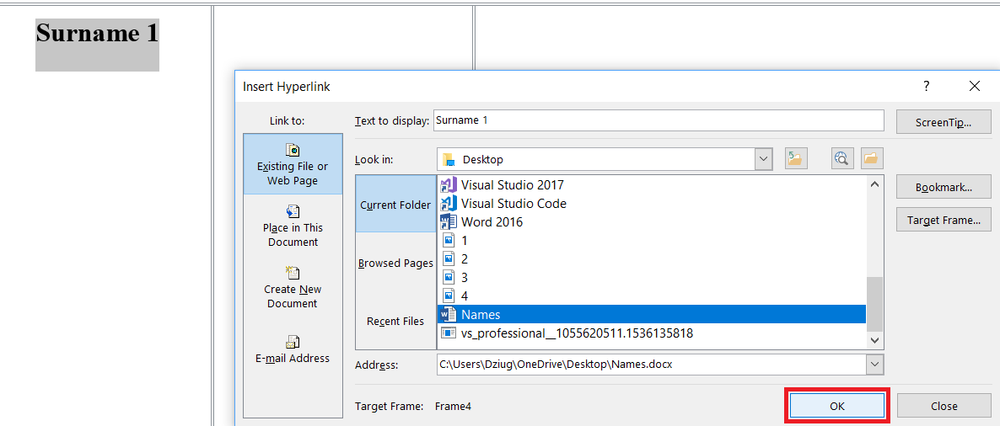 Surname 1
Insert Hyperlink
?
Link to:
Text to display:
Surname 1
ScreenTip...
Existing File or
Web Page
Look in:
Desktop
Current Folder
Visual Studio 2017
Visual Studio Code
Word 2016
1
2
3
4
Names
vs_professional__1055620511.1536135818
Bookmark...
Target Frame...
Place in This
Document
Browsed Pages
Create New
Document
Recent Files
E-mail Address
Address:
C:\Users\Dziug\OneDrive\Desktop\Names.docx
Target Frame:
Frame4
OK
Close